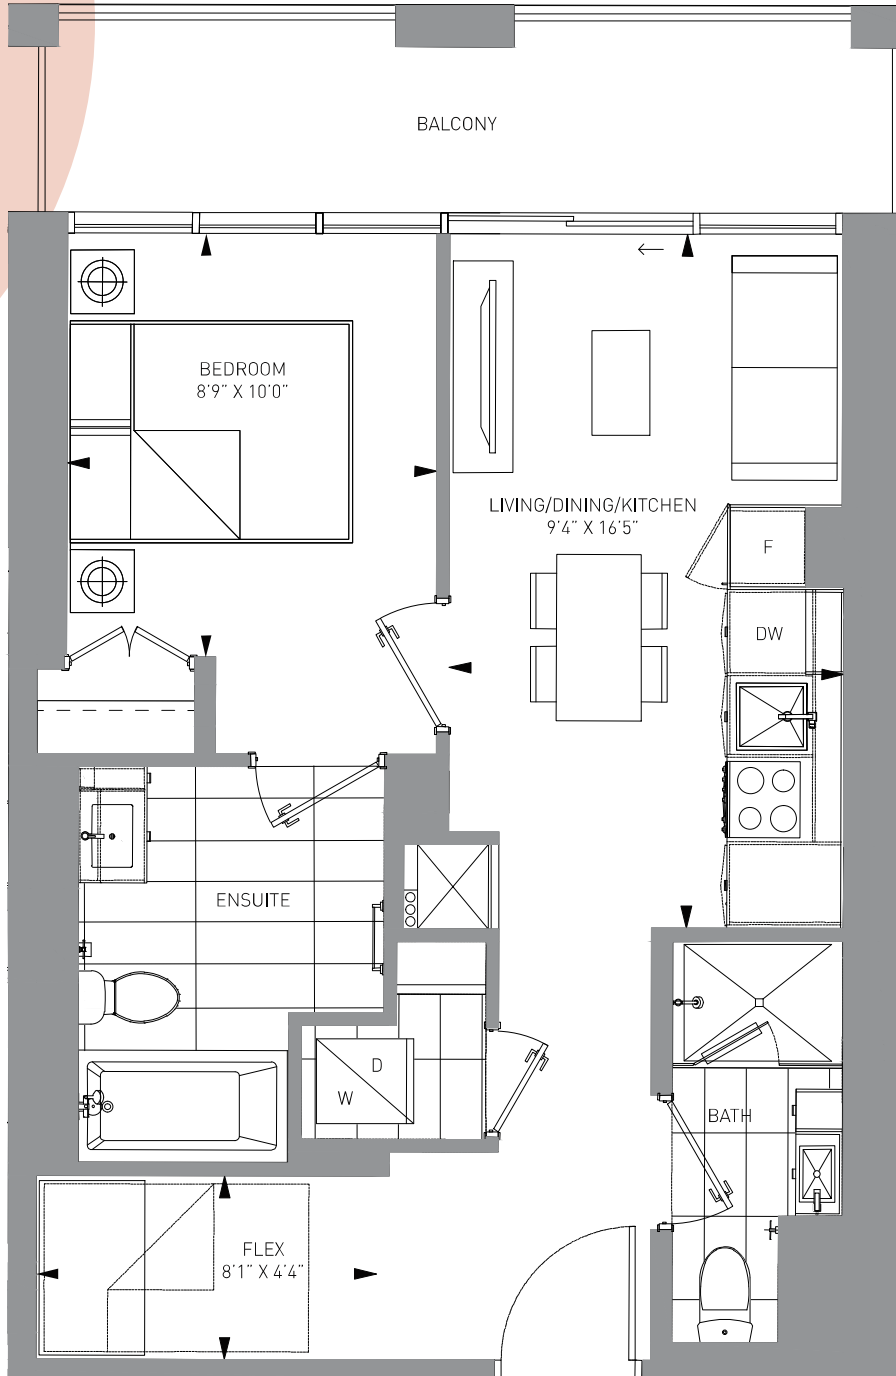 BALCONY
BEDROOM
8'9" X 10'0"
LIVING/DINING/KITCHEN
9'4" X 16'5"
F
DW
ENSUITE
D
W
BATH
FLEX
8'1" X 4'4"